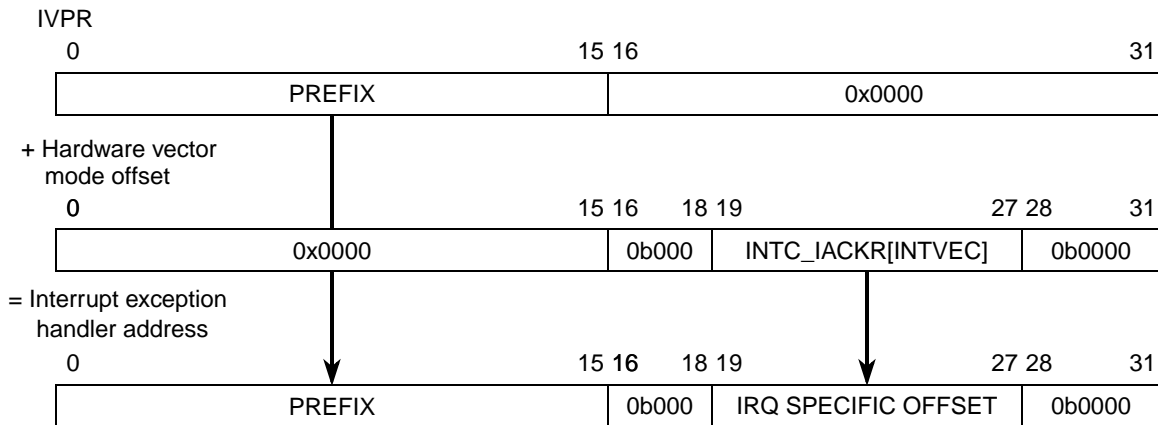 IVPR
0 15 16 31
PREFIX 0x0000
+ Hardware vector
mode offset
0 15 16 18 19 27 28 31
0x0000 0b000 INTC_IACKR[INTVEC] 0b0000
= Interrupt exception
handler address
0 15 16 18 19 27 28 31
PREFIX 0b000 IRQ SPECIFIC OFFSET 0b0000